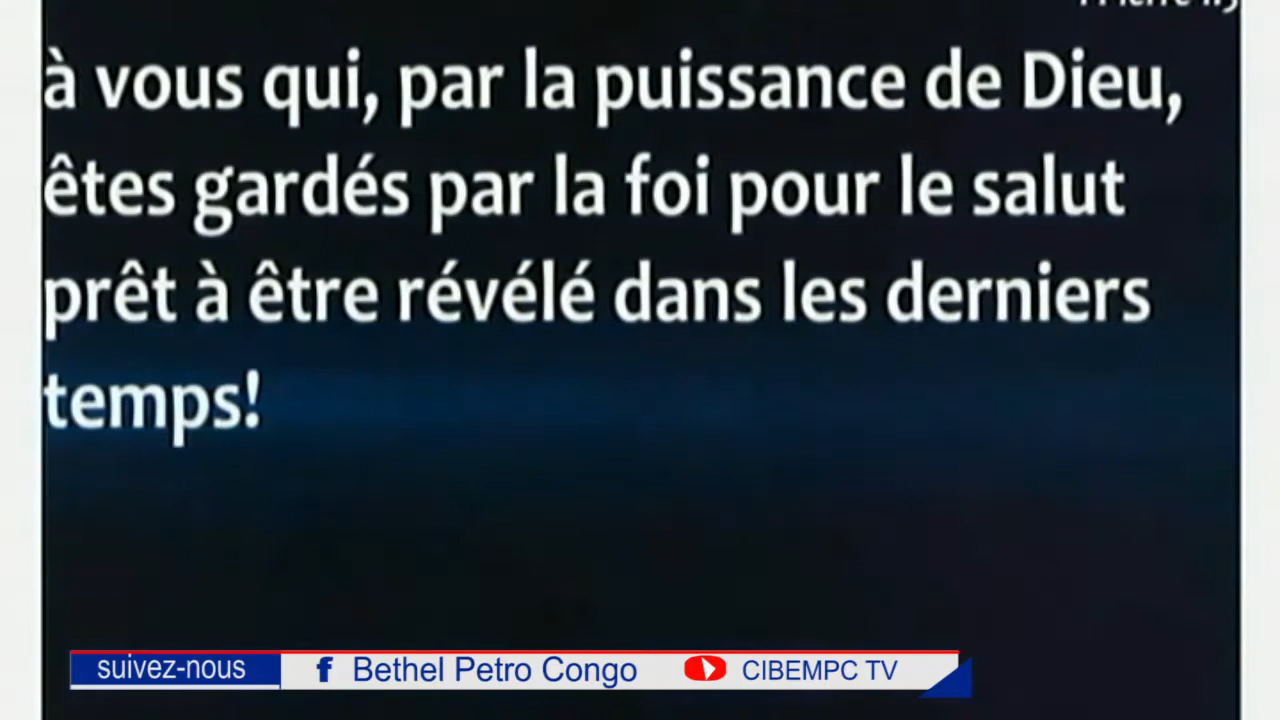 à vous qui, par la puissance de Dieu,
êtes gardés par la foi pour le salut
prêt à être révélé dans les derniers
temps!
suivez-nous f Bethel Petro Congo CIBEMPC TV